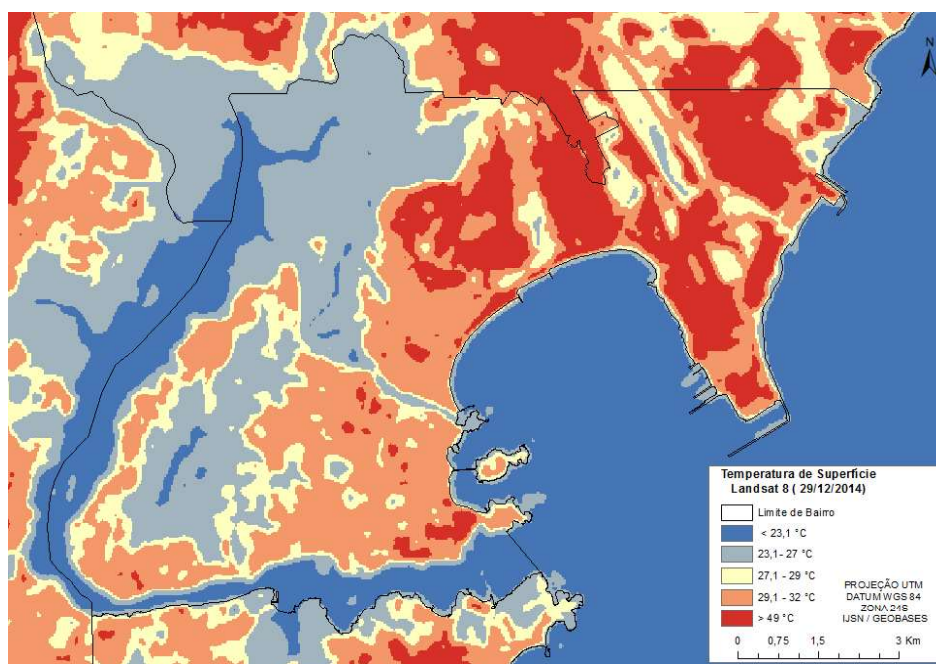 N
Temperatura de Superfície
Landsat 8 ( 29/12/2014)
Limite de Bairro
< 23,1 °C
23,1- 27 °C
27,1 - 29 °C
29,1 - 32 °C
> 49 °C
PROJEÇÃO UTM
DATUM WGS 84
ZONA 24S
IJSN / GEOBASES
0 0,75 1,5 3 Km